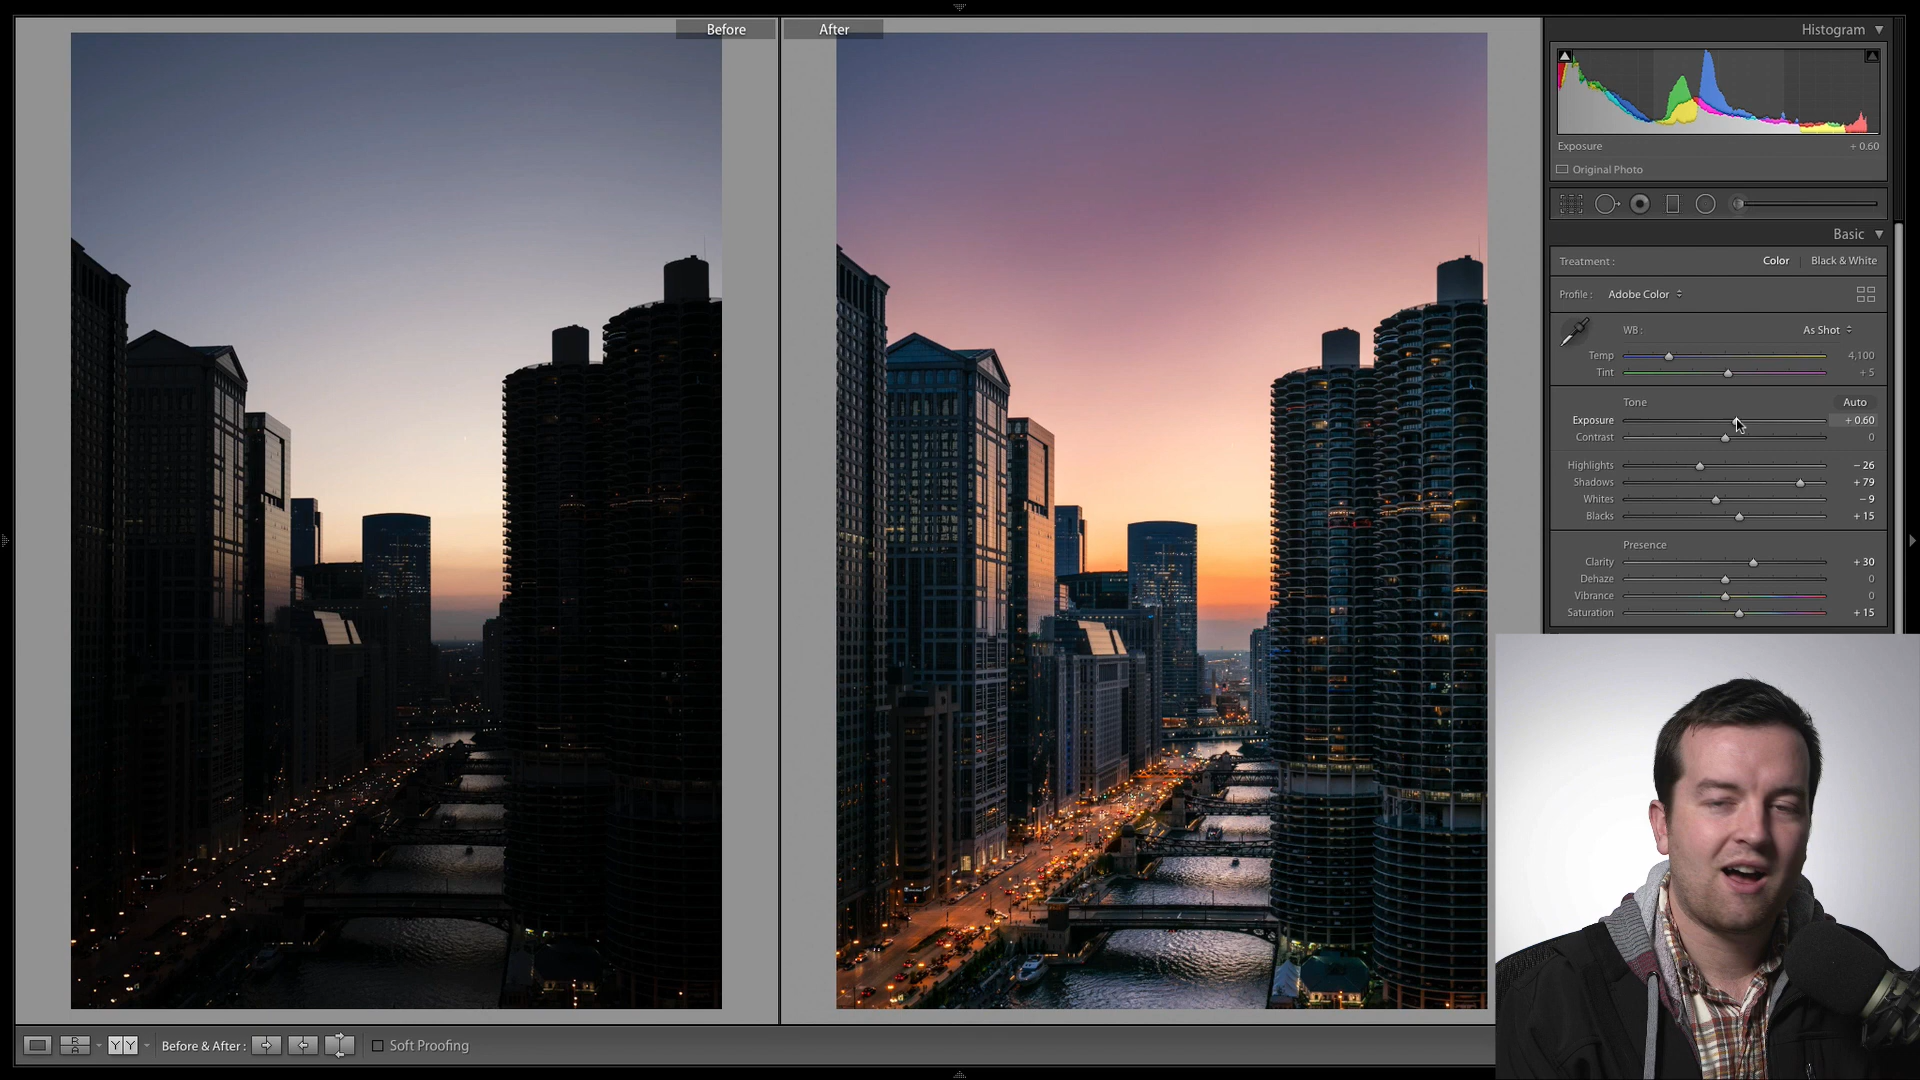 Before
After
Histogram
Exposure + 0.60
Original Photo
Basic
Treatment : Color Black & White
Profile : Adobe Color
WB : As Shot
Temp 4,100
Tint + 5
Tone Auto
Exposure + 0.60
Contrast 0
Highlights – 26
Shadows + 79
Whites – 9
Blacks + 15
Presence
Clarity + 30
Dehaze 0
Vibrance 0
Saturation + 15
R A
Y Y
Before & After :
Soft Proofing